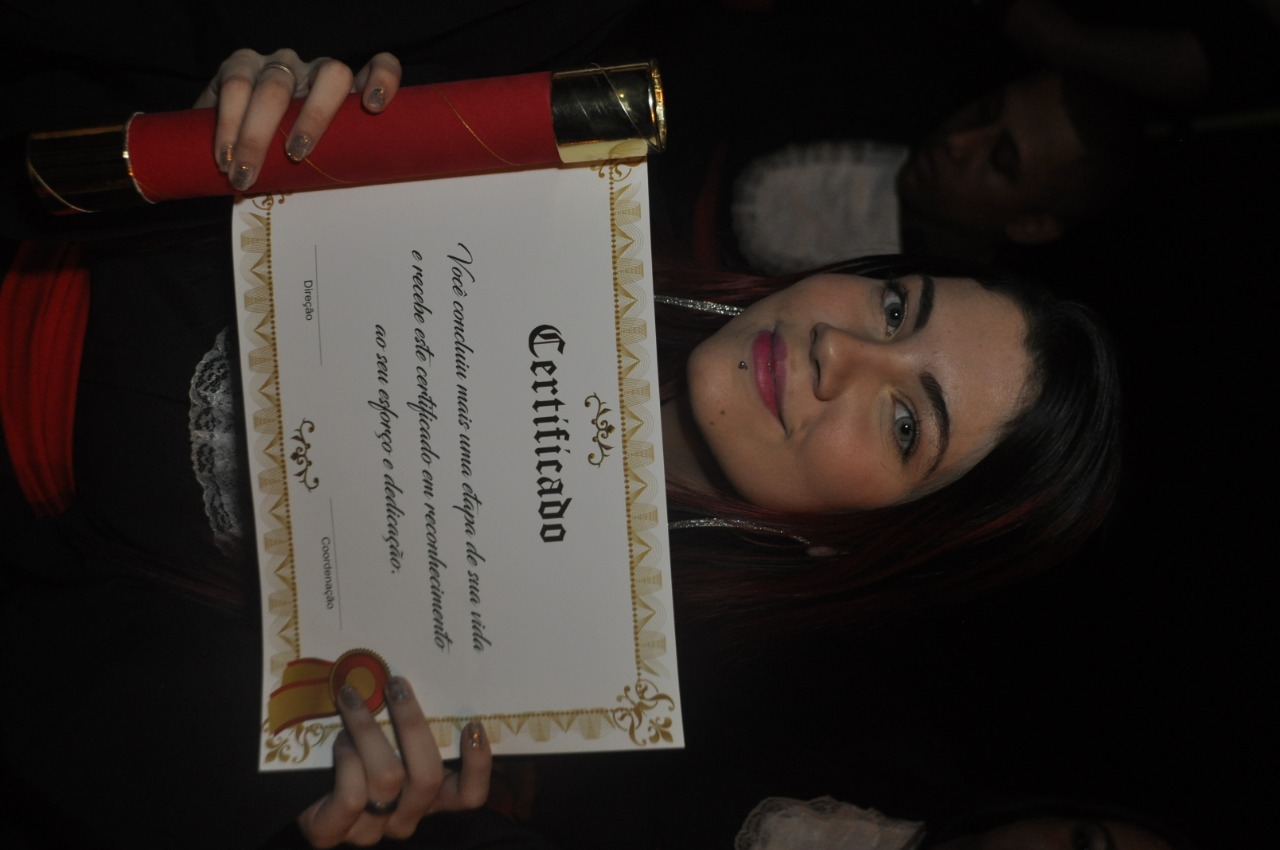 Certificado
Você concluiu mais uma etapa de sua vida
e recebe este certificado em reconhecimento
ao seu esforço e dedicação.
Direção
Coordenação